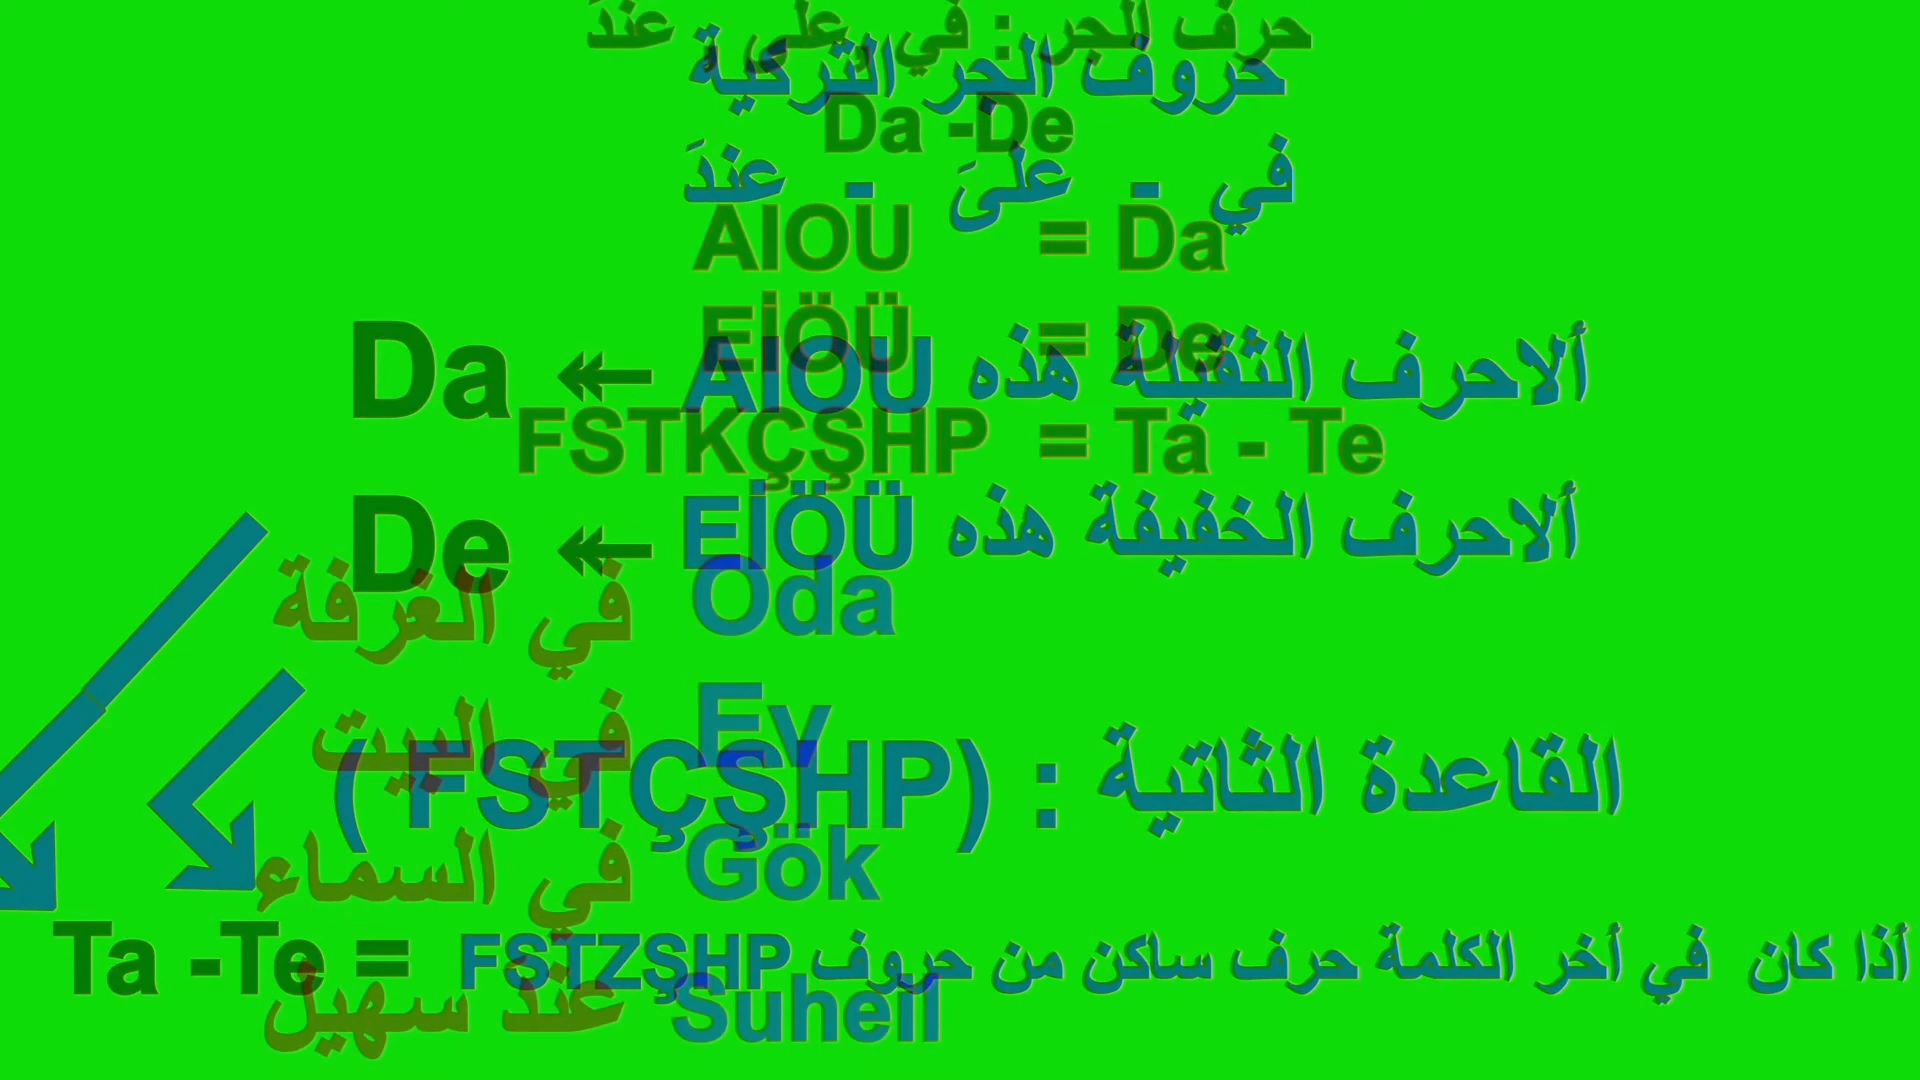 حرف الجر : في , على , عندَ
حروف الجر التركية
Da -De
في - علىَ - عندَ
AIOU = Da
EİÖÜ = De
ألاحرف الثقيلة هذه AIOU ↞ Da
FSTKÇŞHP = Ta - Te
ألاحرف الخفيفة هذه EİÖÜ ↞ De
في الغرفة Oda
في البيت Ev
القاعدة الثاتية : (FSTÇŞHP )
في السماء Gök
أذا كان في أخر الكلمة حرف ساكن من حروف FSTZŞHP = Ta -Te
عند سهيل Suheil